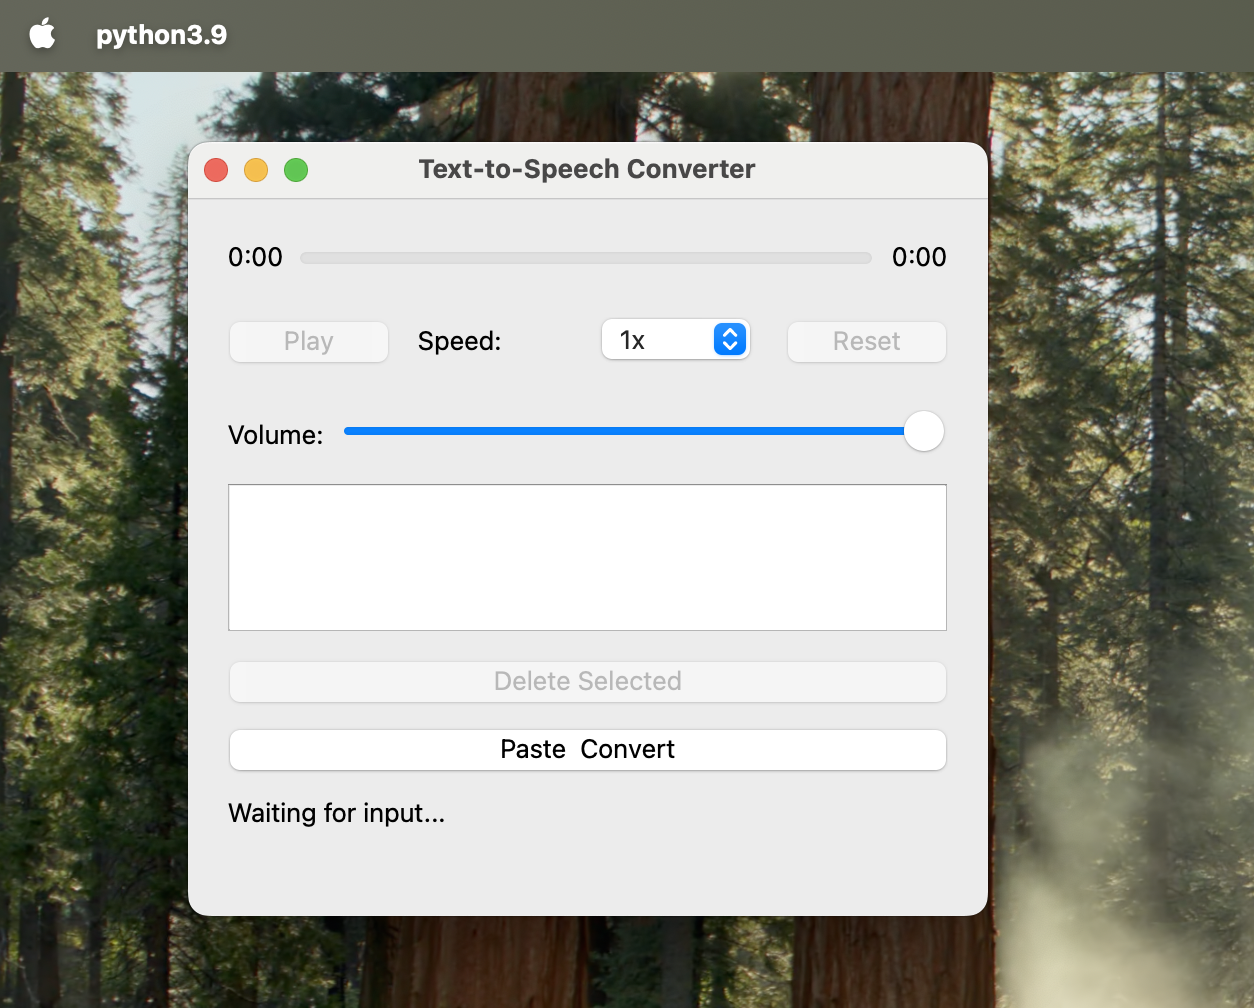 python3.9
Text-to-Speech Converter
0:00 0:00
Play Speed: 1x Reset
Volume:
Delete Selected
Paste  Convert
Waiting for input...